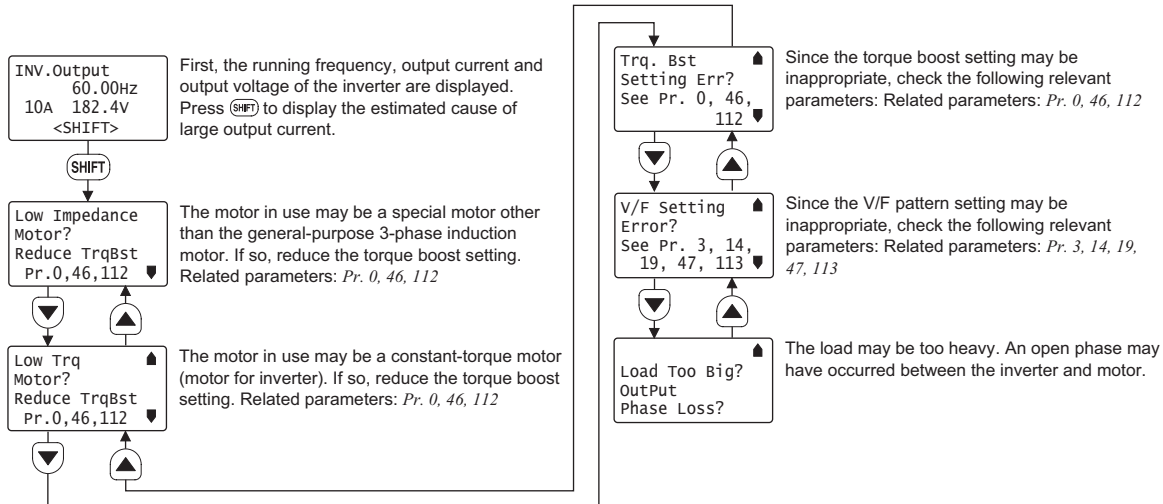 INV.Output
60.00Hz
10A 182.4V
<SHIFT>
First, the running frequency, output current and
output voltage of the inverter are displayed.
Press SHIFT to display the estimated cause of
large output current.
SHIFT
Low Impedance
Motor?
Reduce TrqBst
Pr.0,46,112
The motor in use may be a special motor other
than the general-purpose 3-phase induction
motor. If so, reduce the torque boost setting.
Related parameters: Pr. 0, 46, 112
Low Trq
Motor?
Reduce TrqBst
Pr.0,46,112
The motor in use may be a constant-torque motor
(motor for inverter). If so, reduce the torque boost
setting. Related parameters: Pr. 0, 46, 112
Trq. Bst
Setting Err?
See Pr. 0, 46,
112
Since the torque boost setting may be
inappropriate, check the following relevant
parameters: Related parameters: Pr. 0, 46, 112
V/F Setting
Error?
See Pr. 3, 14,
19, 47, 113
Since the V/F pattern setting may be
inappropriate, check the following relevant
parameters: Related parameters: Pr. 3, 14, 19,
47, 113
Load Too Big?
OutPut
Phase Loss?
The load may be too heavy. An open phase may
have occurred between the inverter and motor.